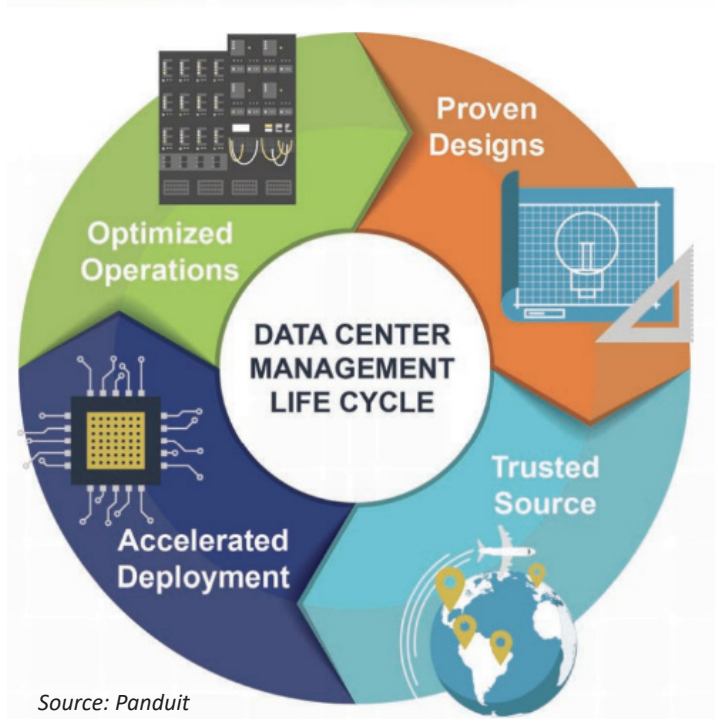 Proven
Designs
Optimized
Operations
DATA CENTER
MANAGEMENT
LIFE CYCLE
Trusted
Source
Accelerated
Deployment
Source: Panduit